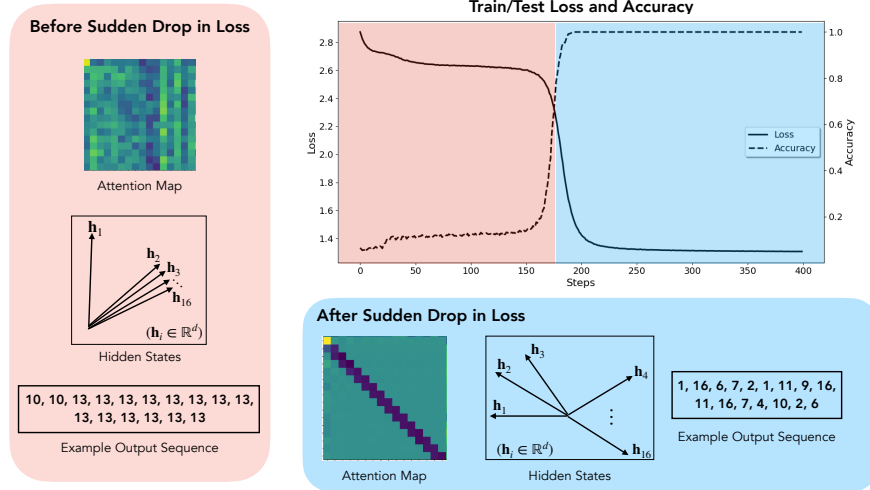 Before Sudden Drop in Loss
Attention Map
h1
h2
h3
⋱
h16
(hi ∈ ℝd)
Hidden States
10, 10, 13, 13, 13, 13, 13, 13, 13, 13,
13, 13, 13, 13, 13, 13
Example Output Sequence
Train/Test Loss and Accuracy
2.8
2.6
2.4
2.2
2.0
1.8
1.6
1.4
Loss
1.0
0.8
0.6
0.4
0.2
Accuracy
Loss
Accuracy
0 50 100 150 200 250 300 350 400
Steps
After Sudden Drop in Loss
Attention Map
h3
h2
h4
h1
⋮
(hi ∈ ℝd)
h16
Hidden States
1, 16, 6, 7, 2, 1, 11, 9, 16,
11, 16, 7, 4, 10, 2, 6
Example Output Sequence